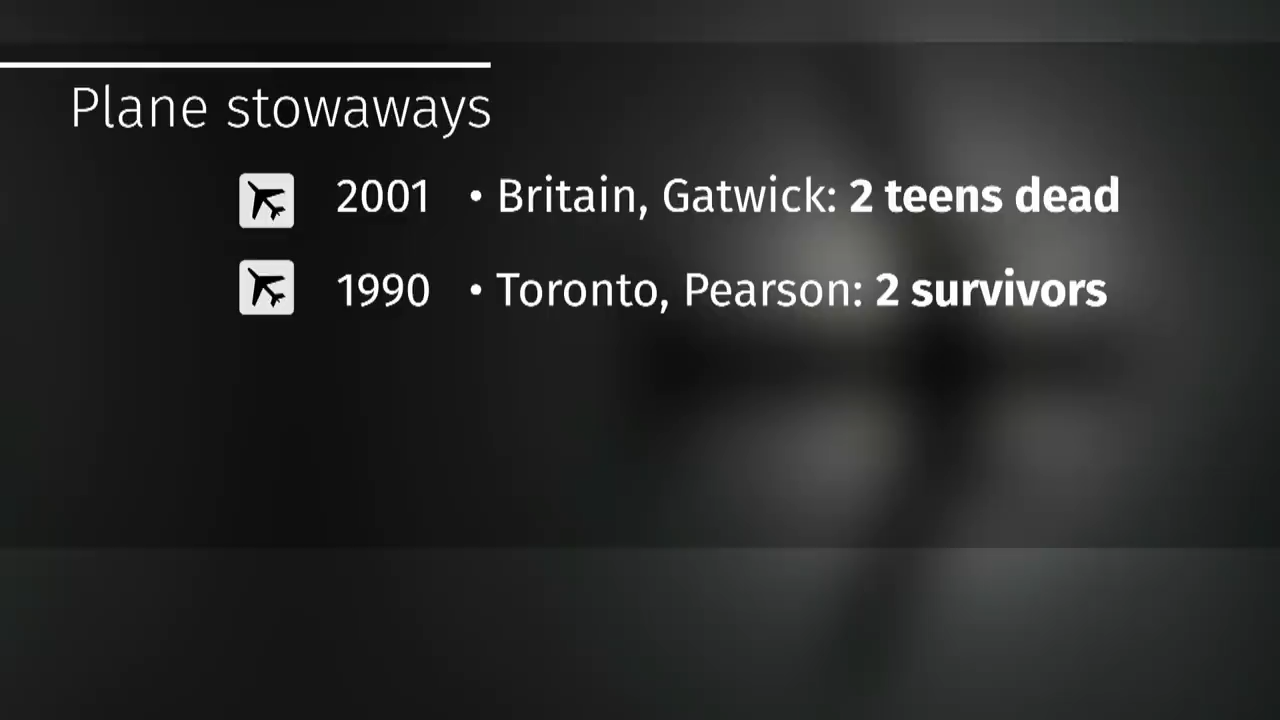 Plane stowaways
2001 • Britain, Gatwick: 2 teens dead
1990 • Toronto, Pearson: 2 survivors